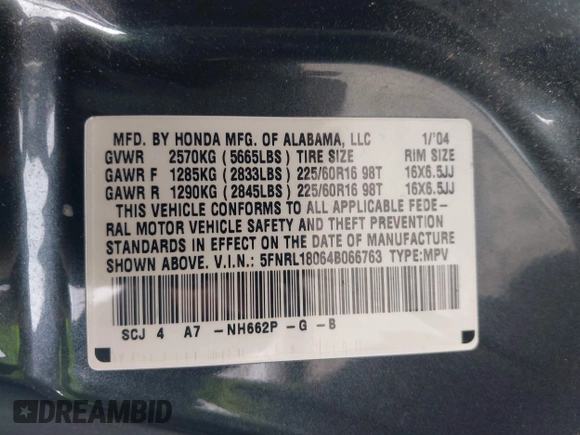 MFD. BY HONDA MFG. OF ALABAMA, LLC 1/'04
GVWR 2570KG (5665LBS) TIRE SIZE RIM SIZE
GAWR F 1285KG (2833LBS) 225/60R16 98T 16X6.5JJ
GAWR R 1290KG (2845LBS) 225/60R16 98T 16X6.5JJ
THIS VEHICLE CONFORMS TO ALL APPLICABLE FEDE-
RAL MOTOR VEHICLE SAFETY AND THEFT PREVENTION
STANDARDS IN EFFECT ON THE DATE OF MANUFACTURE
SHOWN ABOVE. V.I.N.: 5FNRL18064B066763 TYPE:MPV
SCJ 4 A7 -NH662P -G -B
DREAMBID